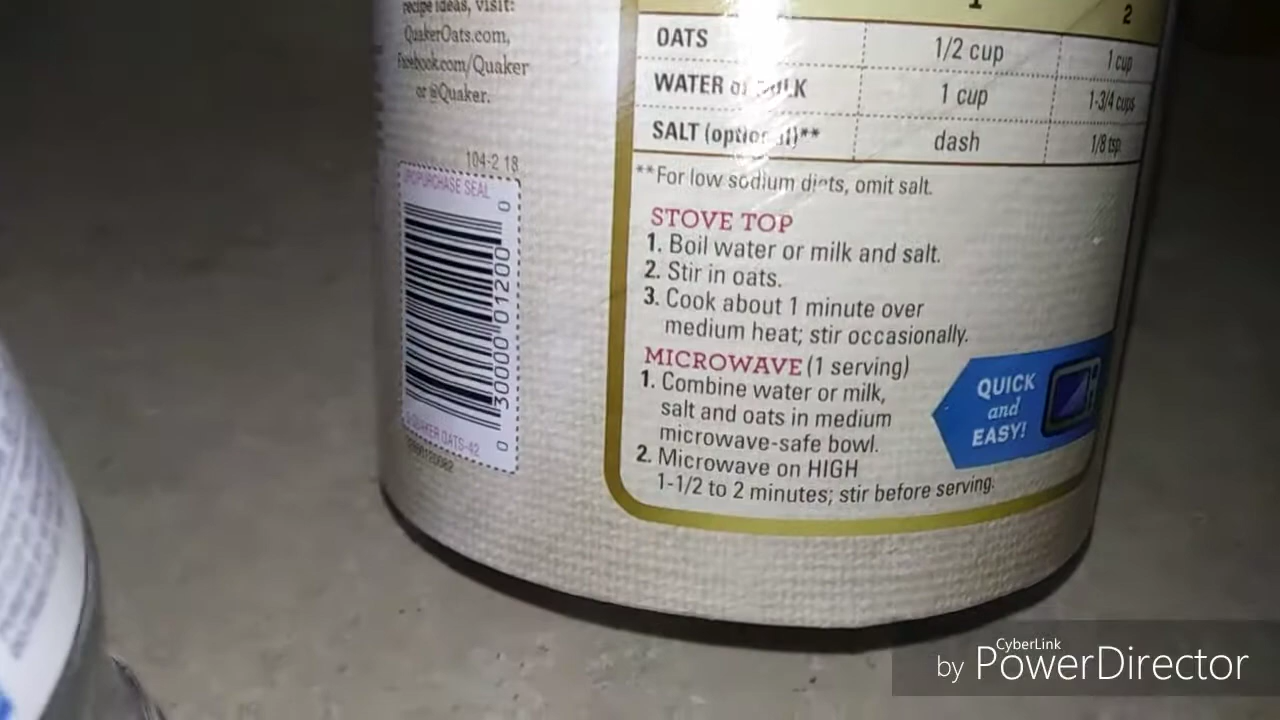 recipe ideas, visit:
QuakerOats.com,
Facebook.com/Quaker
or @Quaker.
104-2 18
PURCHASE SEAL
0 30000 01200 0
QUAKER OATS-42
1 2
OATS 1/2 cup 1 cup
WATER or MILK 1 cup 1-3/4 cups
SALT (optional)** dash 1/8 tsp
**For low sodium diets, omit salt.
STOVE TOP
1. Boil water or milk and salt.
2. Stir in oats.
3. Cook about 1 minute over
medium heat; stir occasionally.
MICROWAVE (1 serving)
1. Combine water or milk,
salt and oats in medium
microwave-safe bowl.
2. Microwave on HIGH
1-1/2 to 2 minutes; stir before serving.
QUICK
and
EASY!
CyberLink
by PowerDirector